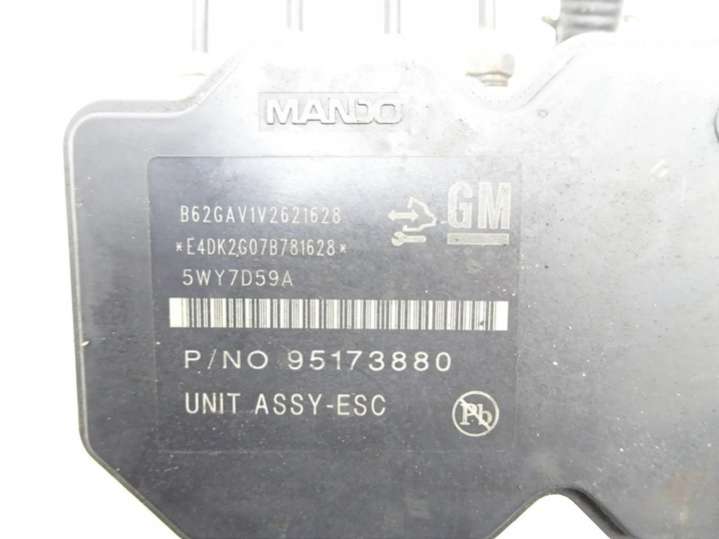 MANDO
B62GAV1V2621628
GM
*E4DK2G07B781628*
5WY7D59A
P/NO 95173880
UNIT ASSY-ESC
Pb